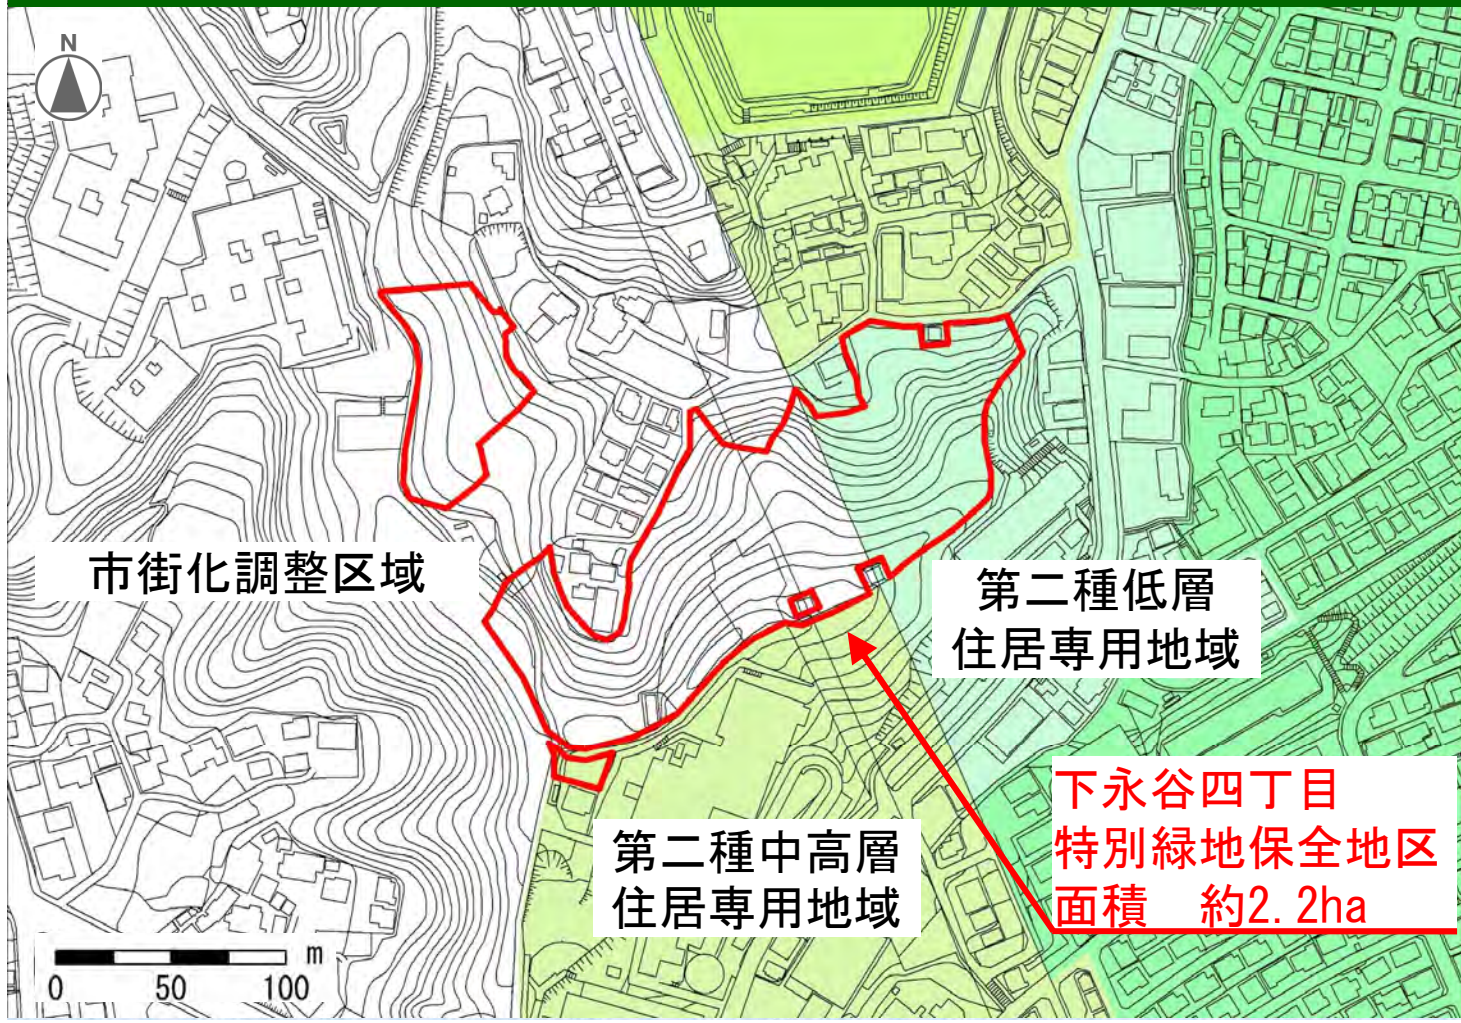 N
市街化調整区域
第二種低層
住居専用地域
下永谷四丁目
特別緑地保全地区
面積　約2.2ha
第二種中高層
住居専用地域
m
0 50 100